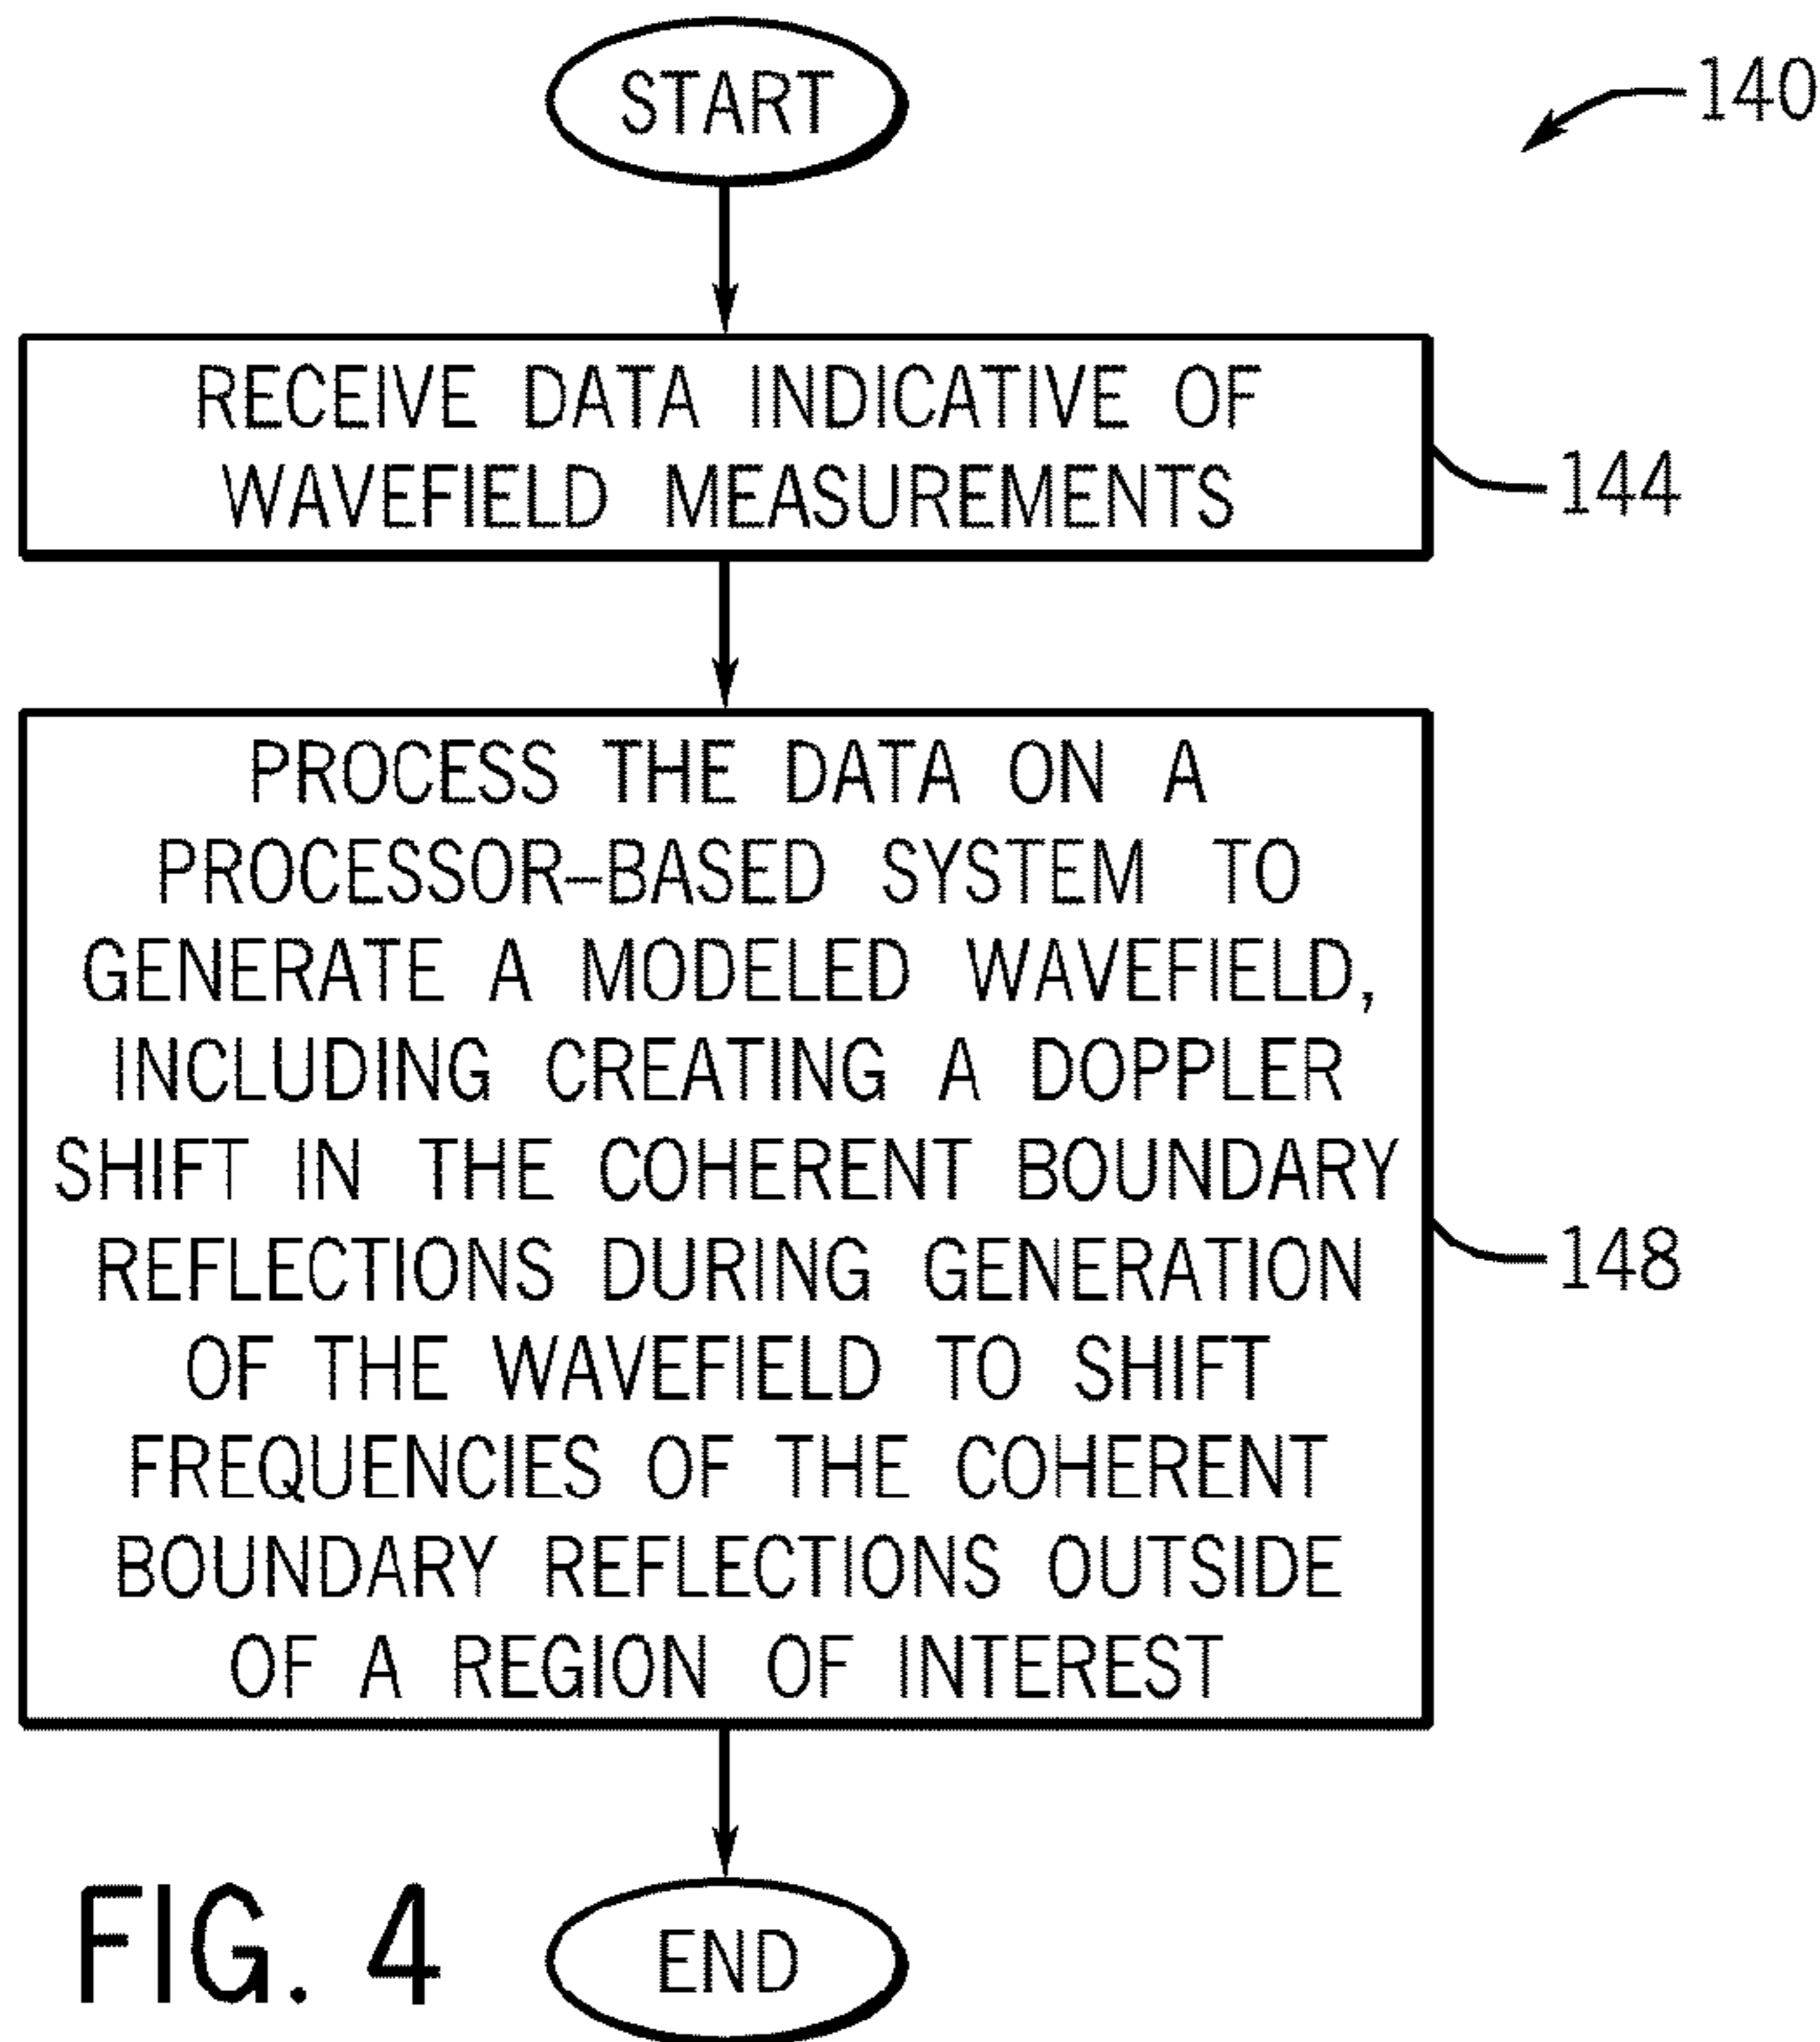 START
140
RECEIVE DATA INDICATIVE OF
WAVEFIELD MEASUREMENTS
144
PROCESS THE DATA ON A
PROCESSOR-BASED SYSTEM TO
GENERATE A MODELED WAVEFIELD,
INCLUDING CREATING A DOPPLER
SHIFT IN THE COHERENT BOUNDARY
REFLECTIONS DURING GENERATION
OF THE WAVEFIELD TO SHIFT
FREQUENCIES OF THE COHERENT
BOUNDARY REFLECTIONS OUTSIDE
OF A REGION OF INTEREST
148
END
FIG. 4